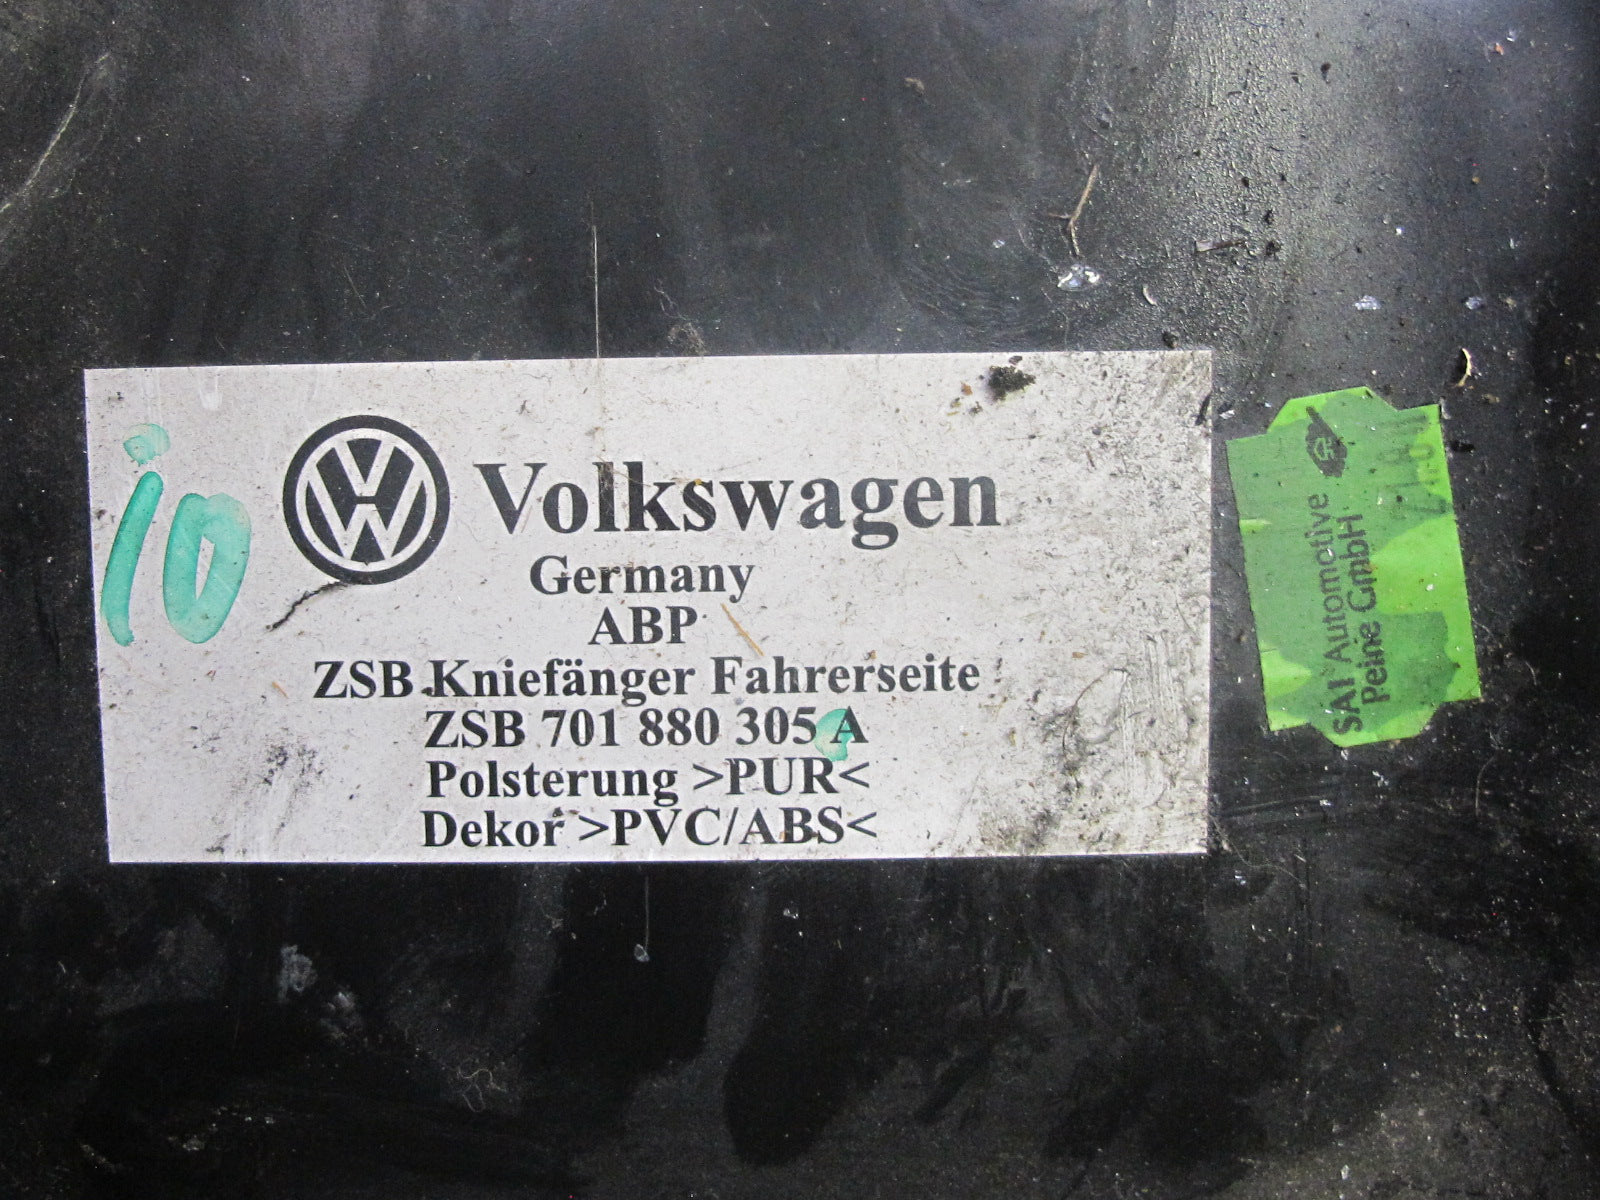 io
Volkswagen
Germany
ABP
ZSB Kniefänger Fahrerseite
ZSB 701 880 305 A
Polsterung >PUR<
Dekor >PVC/ABS<
SAI Automotive
Peine GmbH